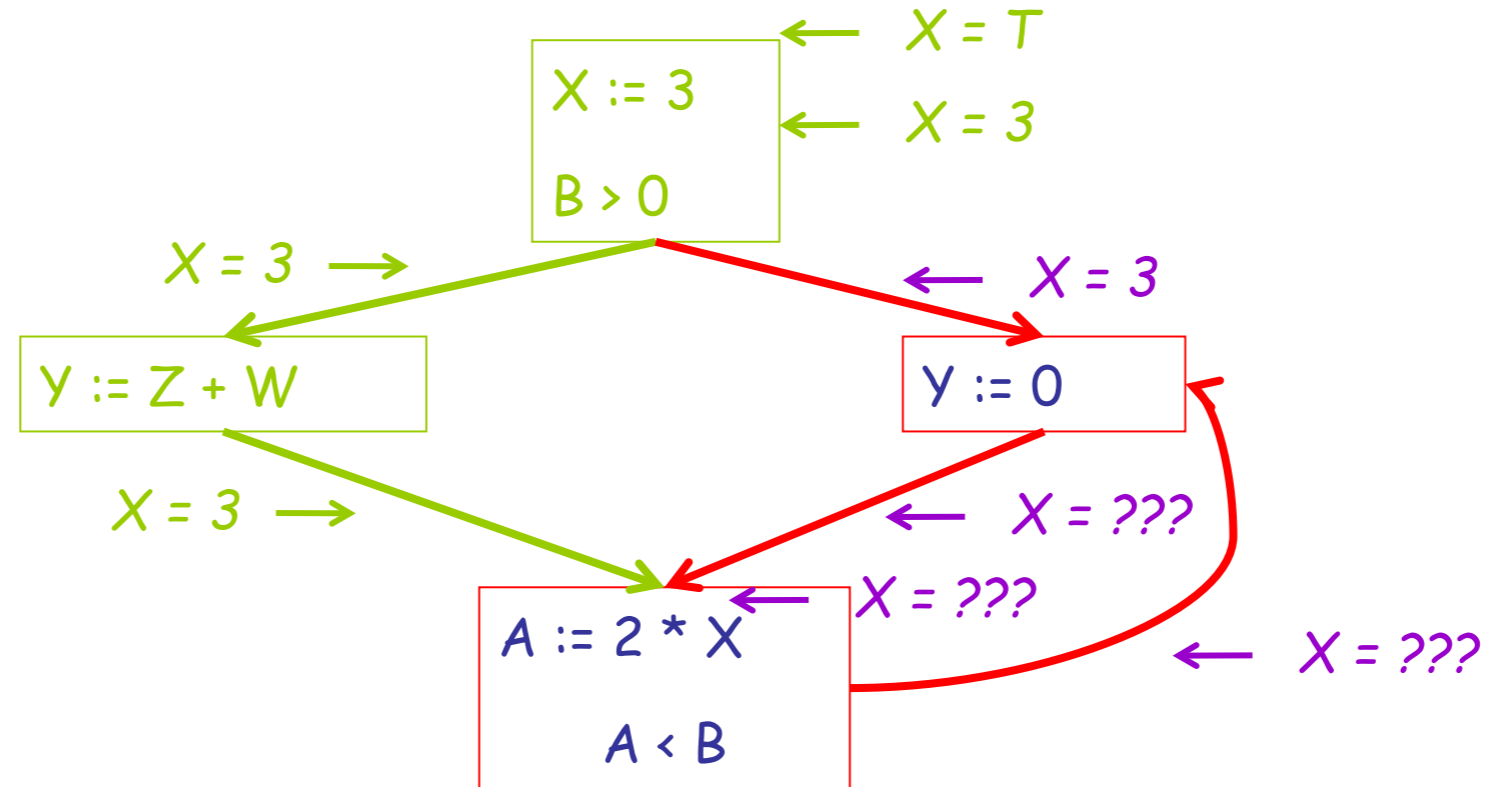 X = T
X := 3
X = 3
B > 0
X = 3
X = 3
Y := Z + W
Y := 0
X = 3
X = ???
X = ???
A := 2 * X
X = ???
A < B